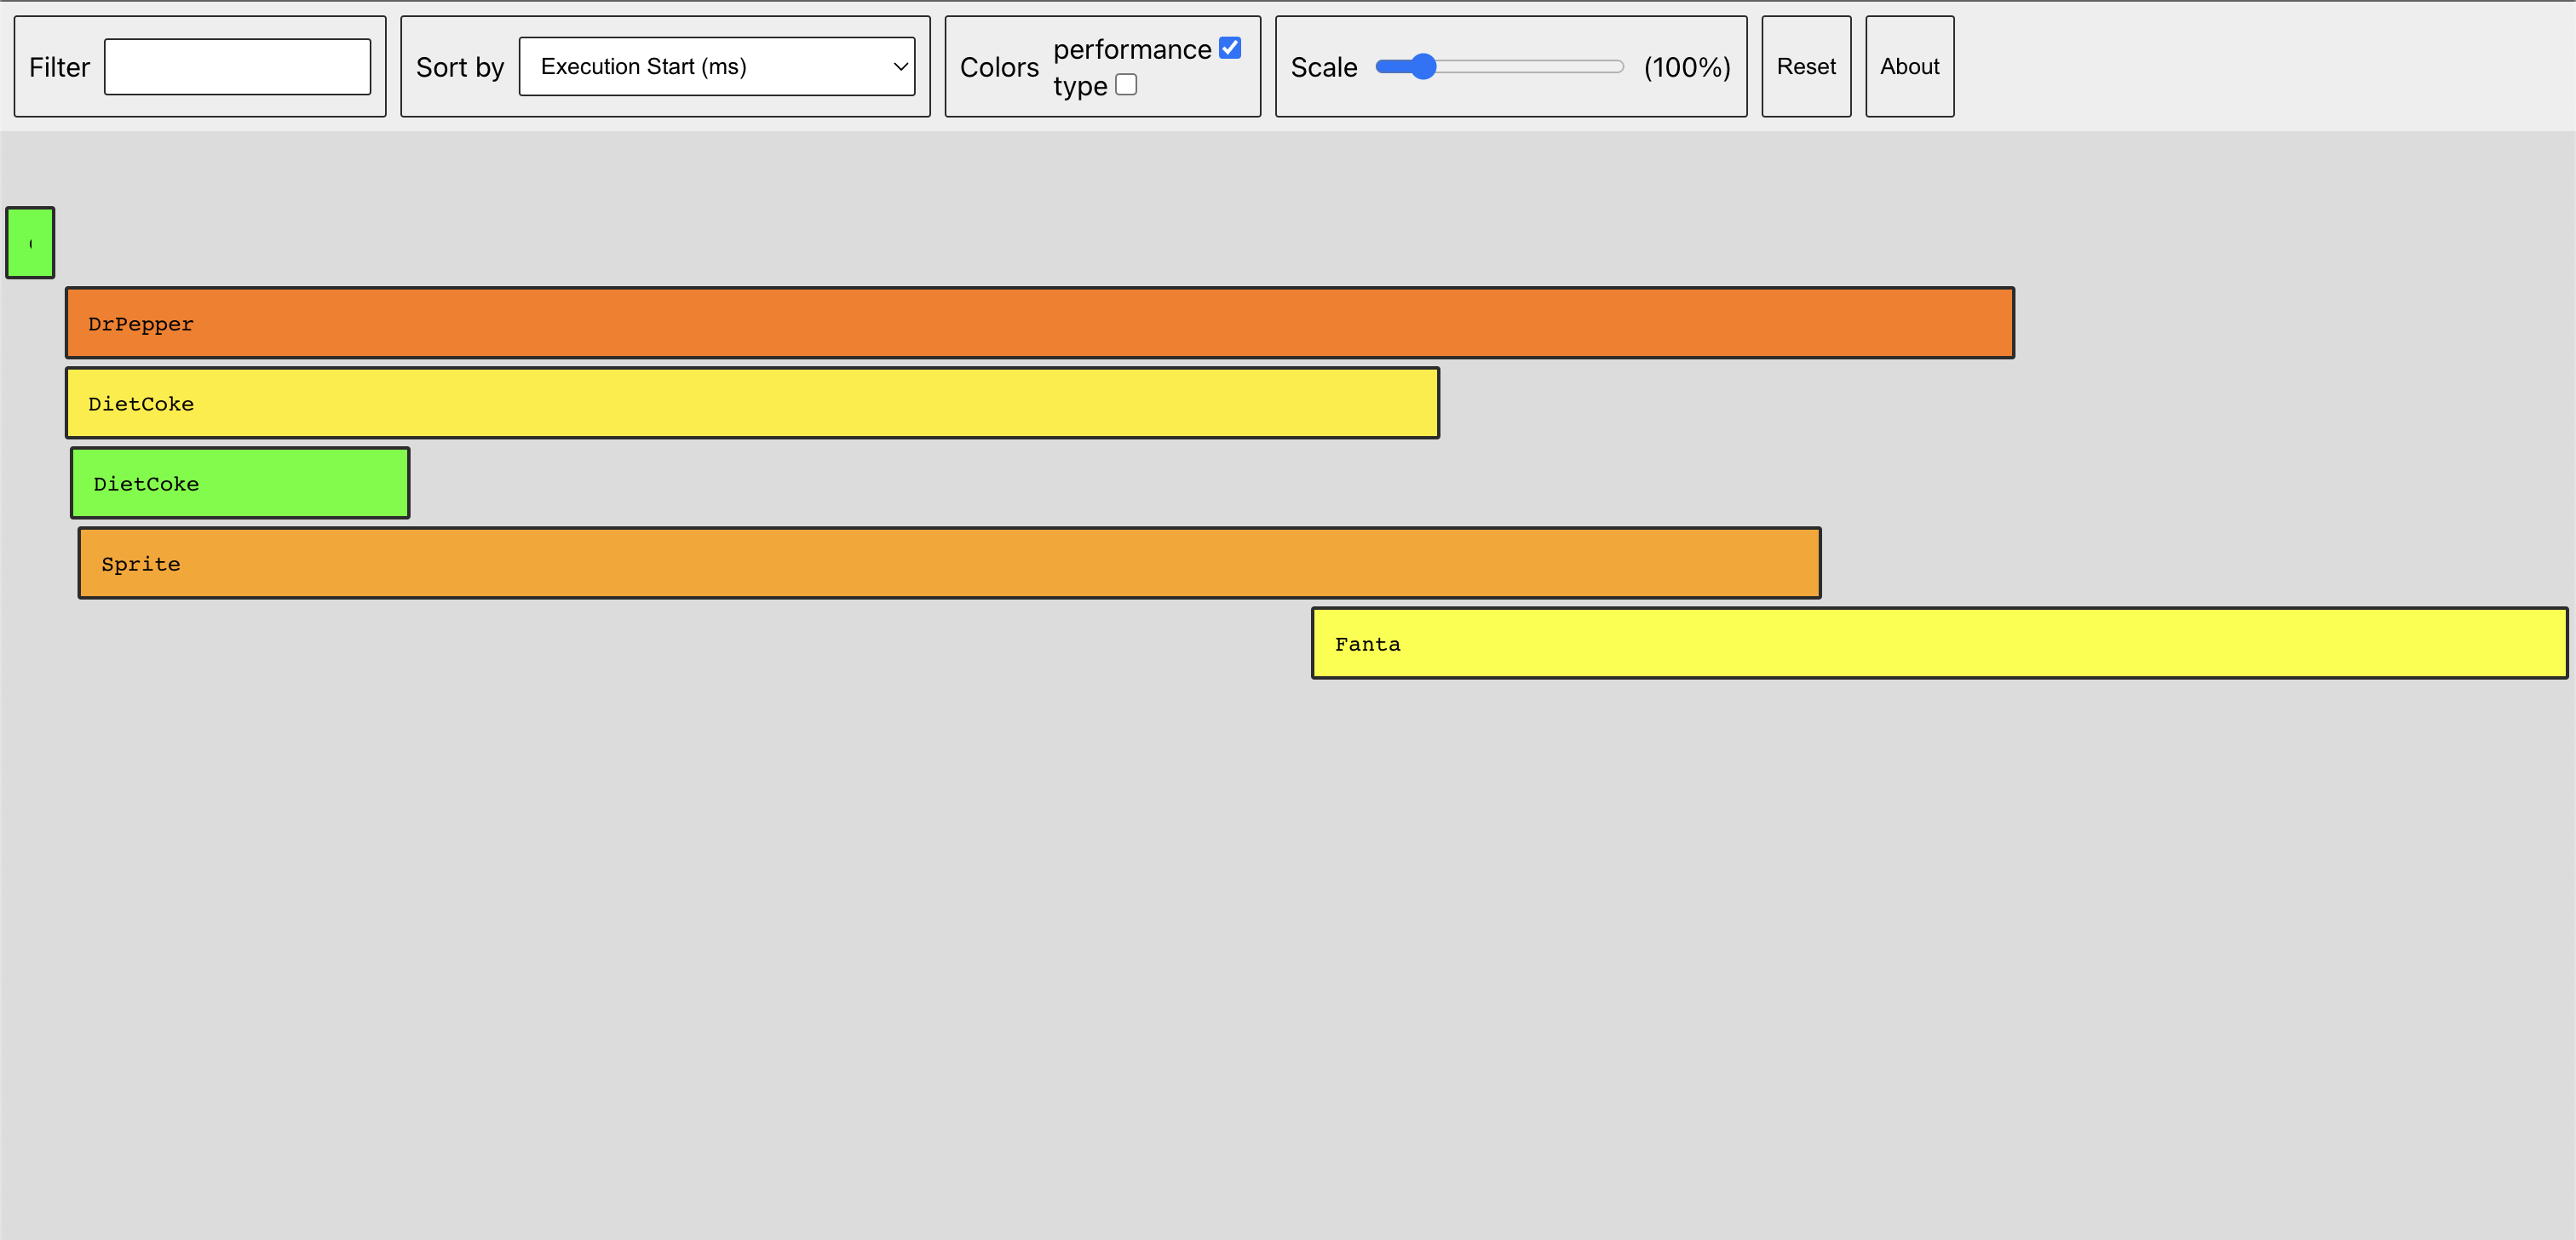 Filter
Sort by Execution Start (ms)
Colors performance
type
Scale (100%)
Reset
About
DrPepper
DietCoke
DietCoke
Sprite
Fanta